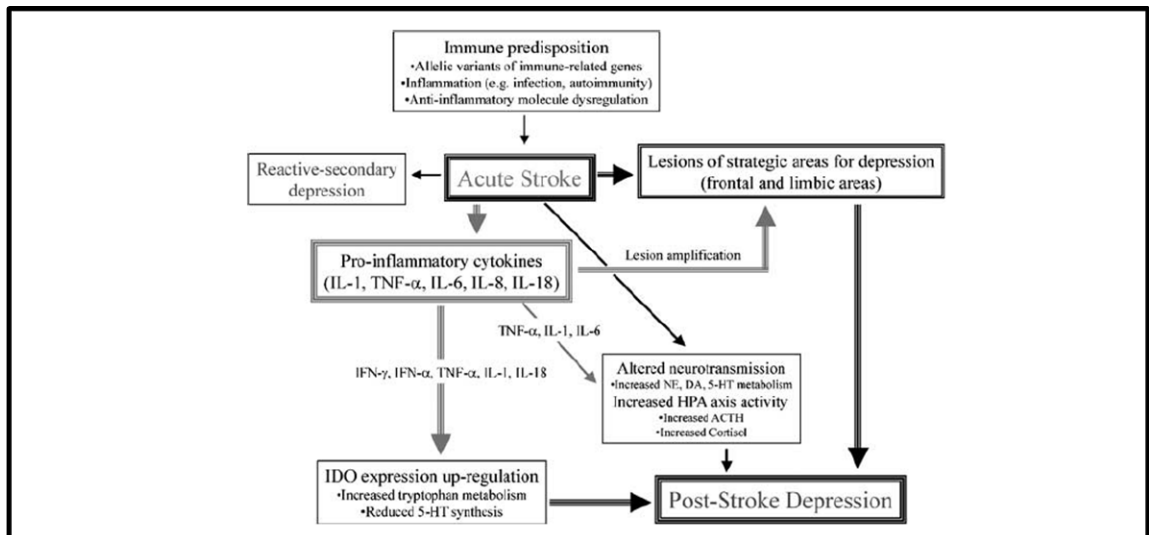 Immune predisposition
•Allelic variants of immune-related genes
•Inflammation (e.g. infection, autoimmunity)
•Anti-inflammatory molecule dysregulation
Reactive-secondary
depression
Acute Stroke
Lesions of strategic areas for depression
(frontal and limbic areas)
Pro-inflammatory cytokines
(IL-1, TNF-α, IL-6, IL-8, IL-18)
Lesion amplification
TNF-α, IL-1, IL-6
IFN-γ, IFN-α, TNF-α, IL-1, IL-18
Altered neurotransmission
•Increased NE, DA, 5-HT metabolism
Increased HPA axis activity
•Increased ACTH
•Increased Cortisol
IDO expression up-regulation
•Increased tryptophan metabolism
•Reduced 5-HT synthesis
Post-Stroke Depression